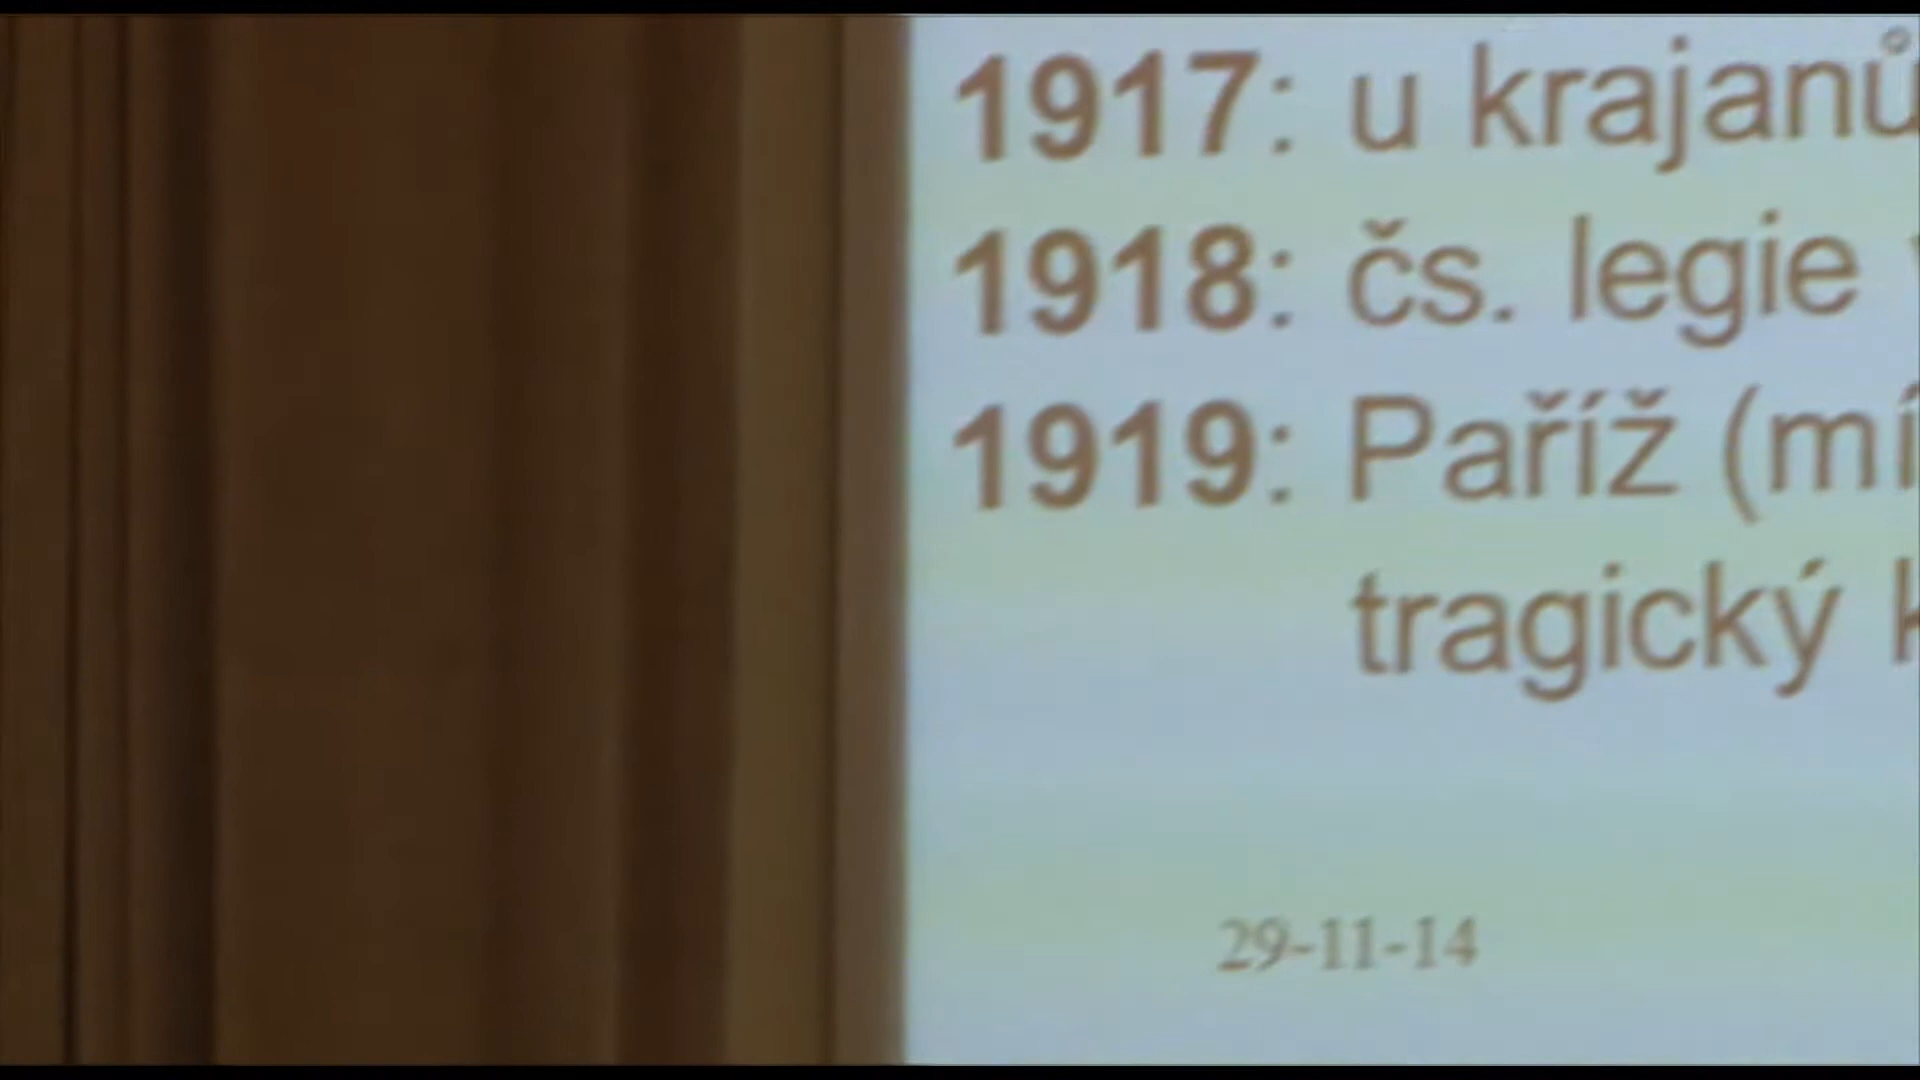 1917: u krajanů
1918: čs. legie
1919: Paříž (mí
tragický
29-11-14